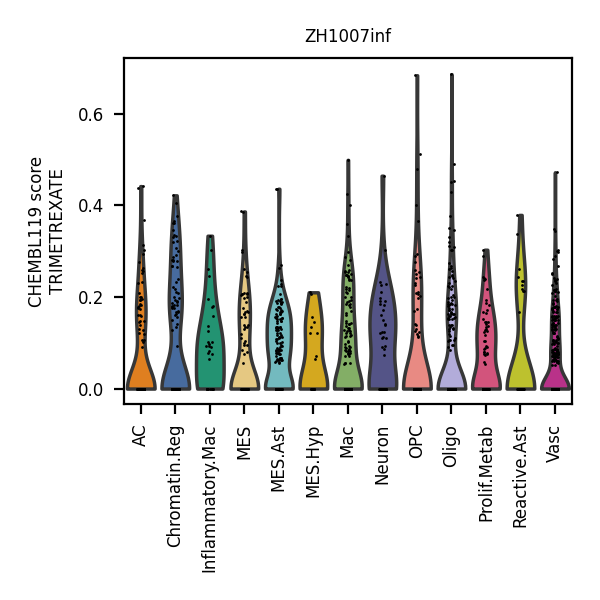 ZH1007inf
CHEMBL119 score
TRIMETREXATE
0.6
0.4
0.2
0.0
AC
Chromatin.Reg
Inflammatory.Mac
MES
MES.Ast
MES.Hyp
Mac
Neuron
OPC
Oligo
Prolif.Metab
Reactive.Ast
Vasc